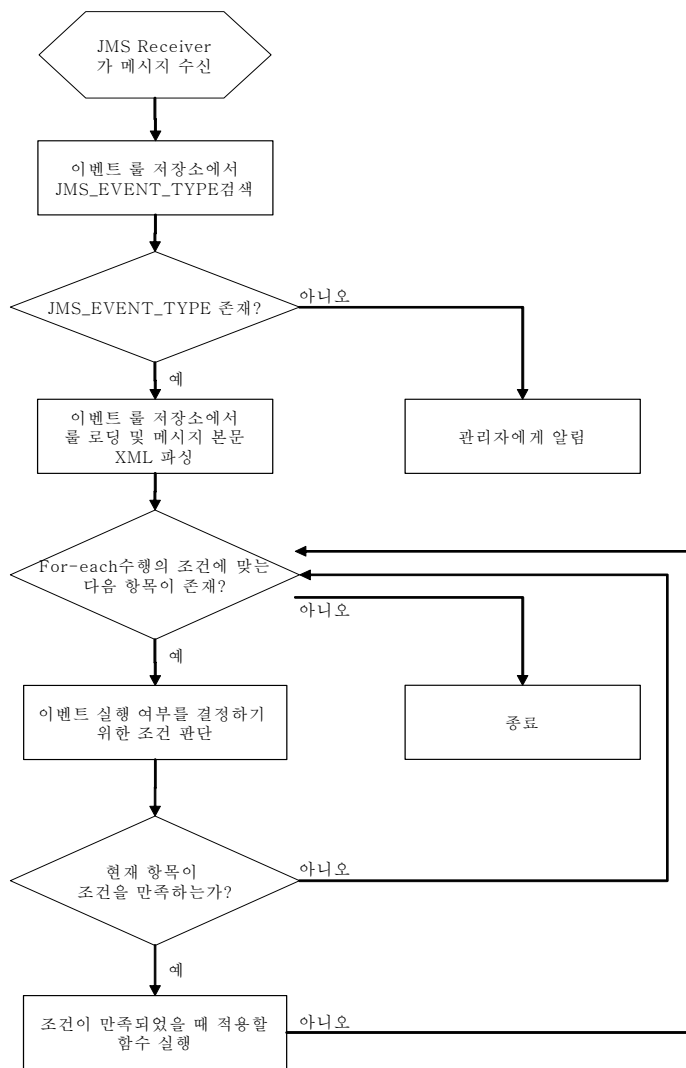 JMS Receiver
가 메시지 수신
이벤트 룰 저장소에서
JMS_EVENT_TYPE검색
JMS_EVENT_TYPE 존재?
아니오
예
이벤트 룰 저장소에서
룰 로딩 및 메시지 본문
XML 파싱
관리자에게 알림
For-each수행의 조건에 맞는
다음 항목이 존재?
아니오
예
이벤트 실행 여부를 결정하기
위한 조건 판단
종료
현재 항목이
조건을 만족하는가?
아니오
예
조건이 만족되었을 때 적용할
함수 실행
아니오